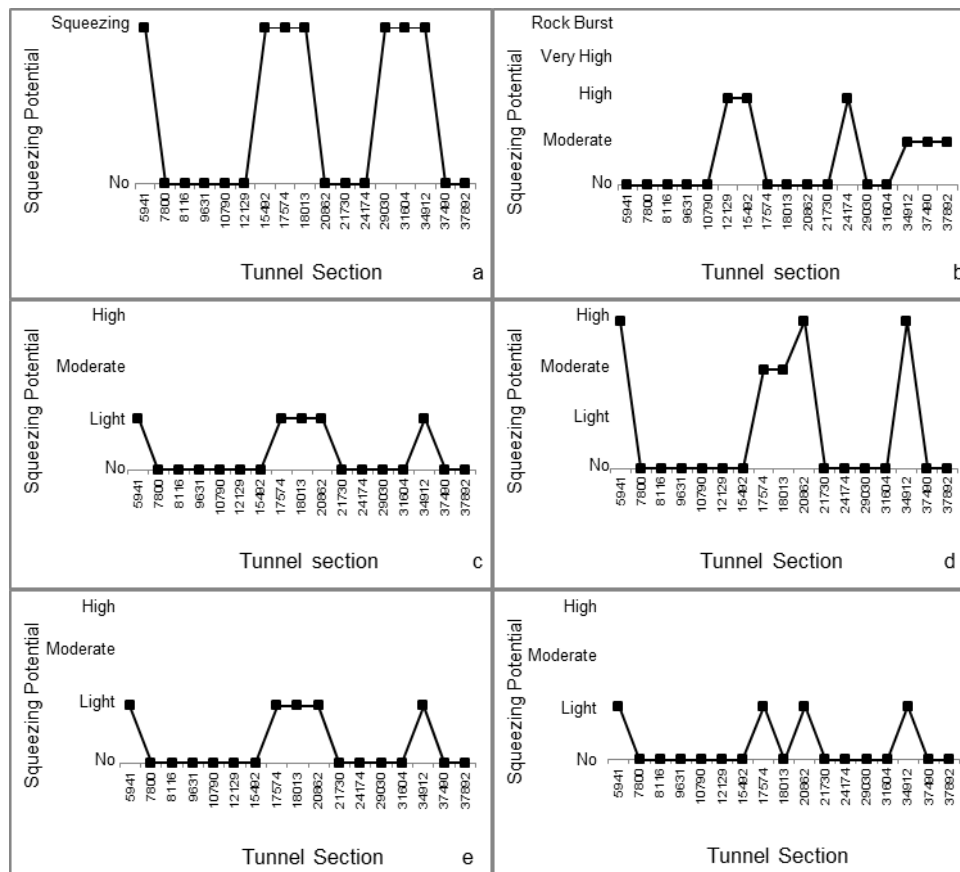 Squeezing
No
Squeezing Potential
5941 7800 8116 9631 10790 12129 15492 17574 18013 20862 21730 24174 29030 31604 34912 37490 37892
Tunnel Section
a
Rock Burst
Very High
High
Moderate
No
Squeezing Potential
5941 7800 8116 9631 10790 12129 15492 17574 18013 20862 21730 24174 29030 31604 34912 37490 37892
Tunnel section
b
High
Moderate
Light
No
Squeezing Potential
5941 7800 8116 9631 10790 12129 15492 17574 18013 20862 21730 24174 29030 31604 34912 37490 37892
Tunnel section
c
High
Moderate
Light
No
Squeezing Potential
5941 7800 8116 9631 10790 12129 15492 17574 18013 20862 21730 24174 29030 31604 34912 37490 37892
Tunnel Section
d
High
Moderate
Light
No
Squeezing Potential
5941 7800 8116 9631 10790 12129 15492 17574 18013 20862 21730 24174 29030 31604 34912 37490 37892
Tunnel Section
e
High
Moderate
Light
No
Squeezing Potential
5941 7800 8116 9631 10790 12129 15492 17574 18013 20862 21730 24174 29030 31604 34912 37490 37892
Tunnel Section